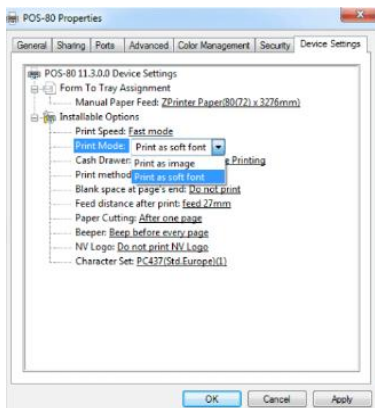 POS-80 Properties
General Sharing Ports Advanced Color Management Security Device Settings
POS-80 11.3.0.0 Device Settings
Form To Tray Assignment
Manual Paper Feed: ZPrinter Paper80(72) x 3276mm)
Installable Options
Print Speed: Fast mode
Print Mode: Print as soft font
Cash Drawer Print as image e Printing
Print method Print as soft font
Blank space at page's end: Do not print
Feed distance after print: feed 27mm
Paper Cutting: After one page
Beeper: Beep before every page
NV Logo: Do not print NV Logo
Character Set: PC437(Std.Europe)(1)
OK Cancel Apply